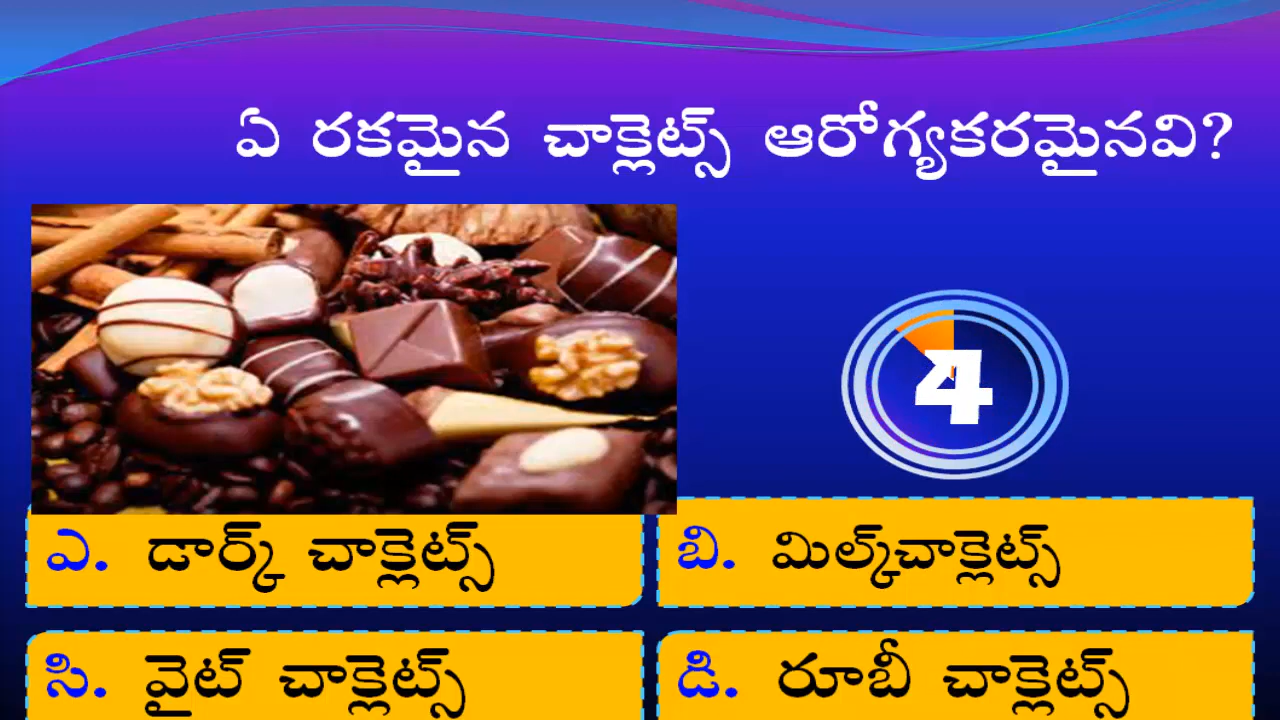 ఏ రకమైన చాక్లెట్స్ ఆరోగ్యకరమైనవి?
4
ఎ. డార్క్ చాక్లెట్స్
బి. మిల్క్‌చాక్లెట్స్
సి. వైట్ చాక్లెట్స్
డి. రూబీ చాక్లెట్స్